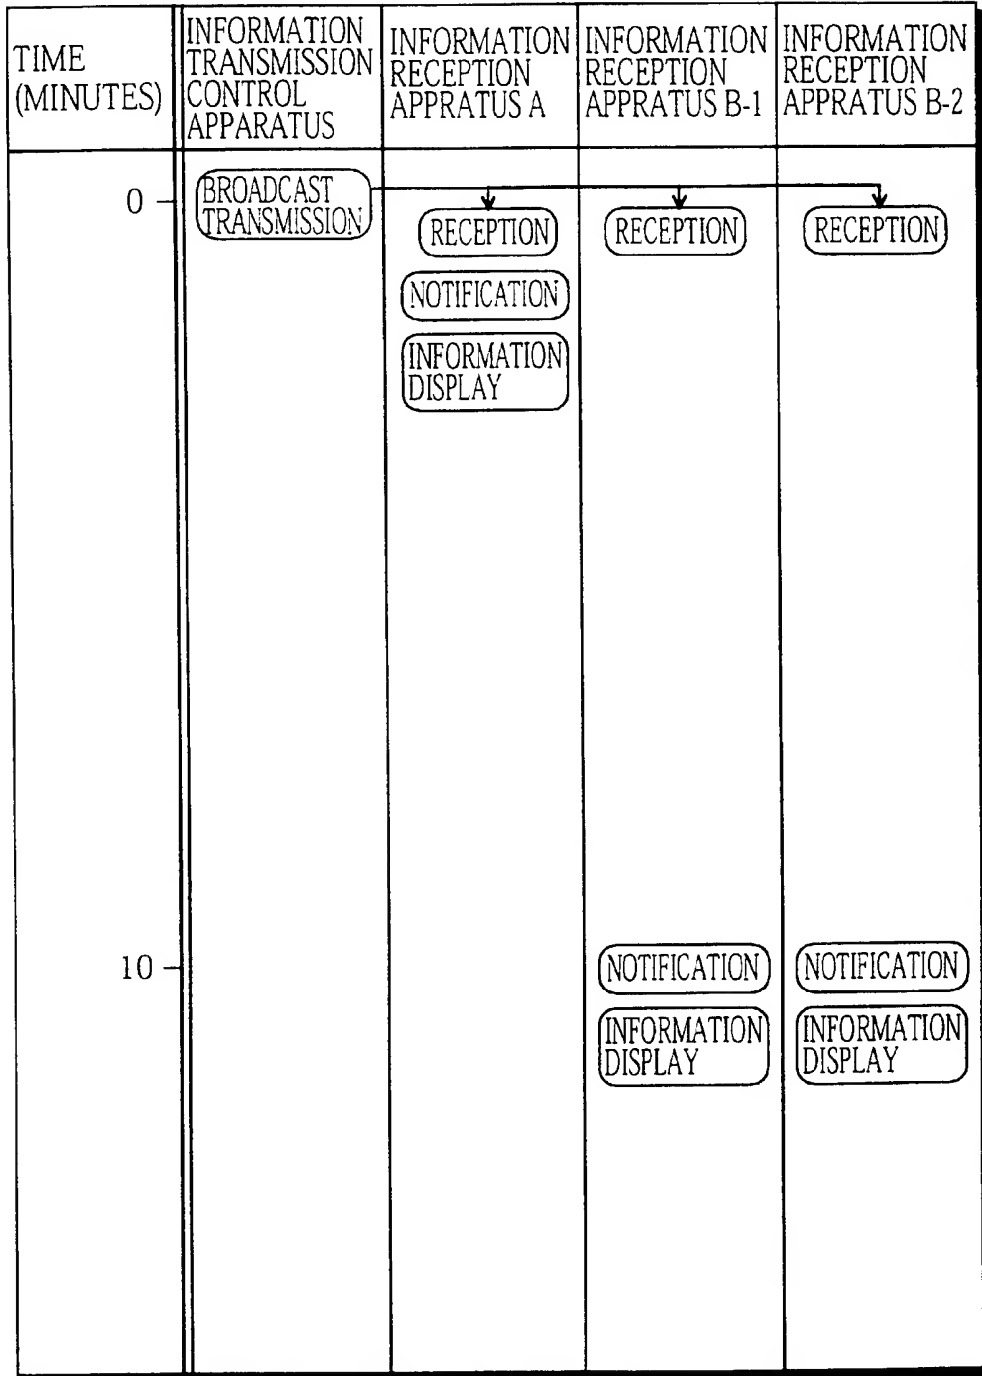 TIME
(MINUTES)
INFORMATION
TRANSMISSION
CONTROL
APPARATUS
INFORMATION
RECEPTION
APPRATUS A
INFORMATION
RECEPTION
APPRATUS B-1
INFORMATION
RECEPTION
APPRATUS B-2
0
BROADCAST
TRANSMISSION
RECEPTION
RECEPTION
RECEPTION
NOTIFICATION
INFORMATION
DISPLAY
10
NOTIFICATION
NOTIFICATION
INFORMATION
DISPLAY
INFORMATION
DISPLAY